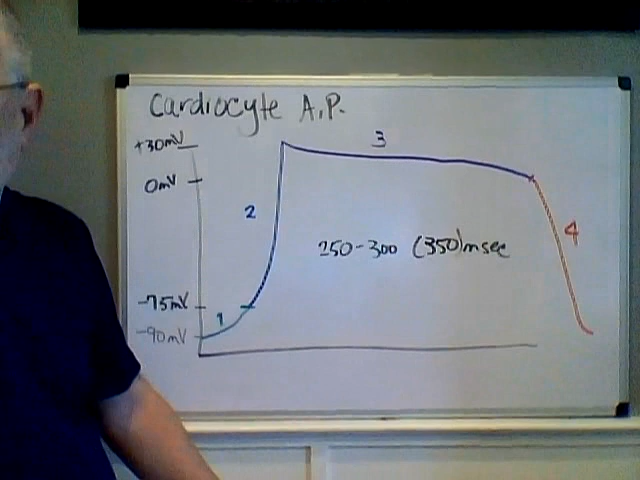 Cardiocyte A.P.
+30mV
3
0mV
2
250-300 (350)msec
4
-75mV
1
-90mV